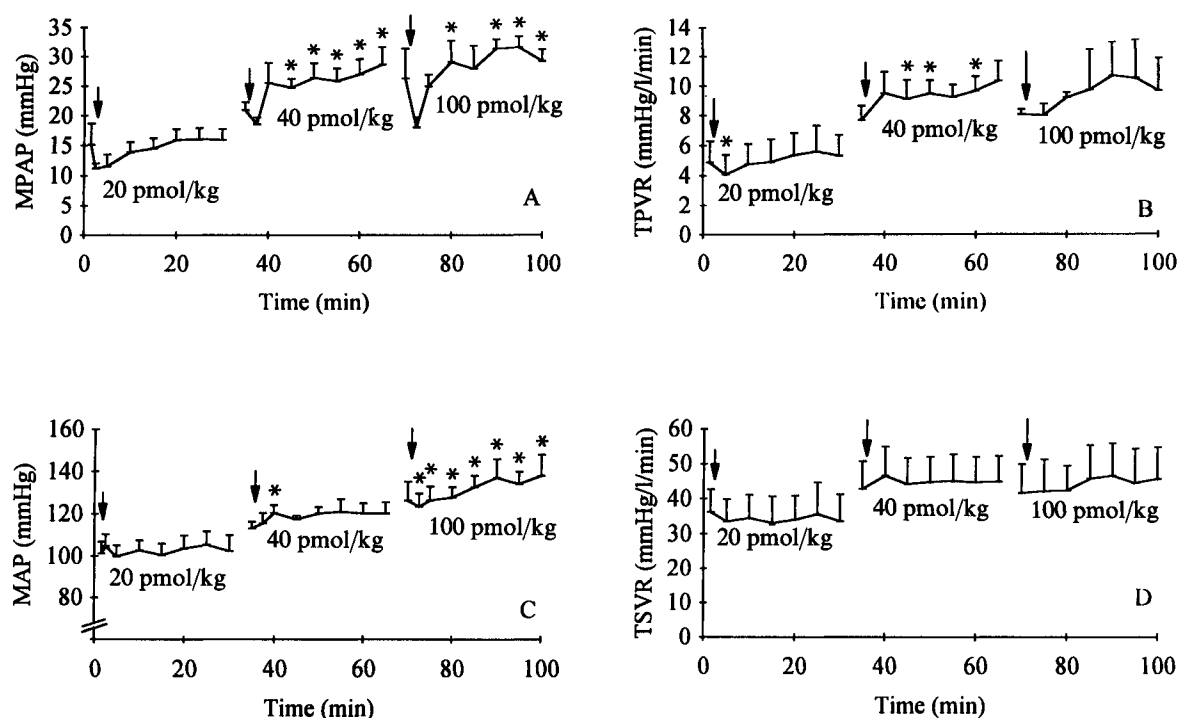 MPAP (mmHg)
35
30
25
20
15
10
5
0
* * * * *
* * * *
20 pmol/kg
40 pmol/kg
100 pmol/kg
A
0 20 40 60 80 100
Time (min)
TPVR (mmHg/l/min)
14
12
10
8
6
4
2
0
*
* * *
20 pmol/kg
40 pmol/kg
100 pmol/kg
B
0 20 40 60 80 100
Time (min)
MAP (mmHg)
160
140
120
100
80
*
* * * * * * *
20 pmol/kg
40 pmol/kg
100 pmol/kg
C
0 20 40 60 80 100
Time (min)
TSVR (mmHg/l/min)
60
50
40
30
20
10
0
20 pmol/kg
40 pmol/kg
100 pmol/kg
D
0 20 40 60 80 100
Time (min)